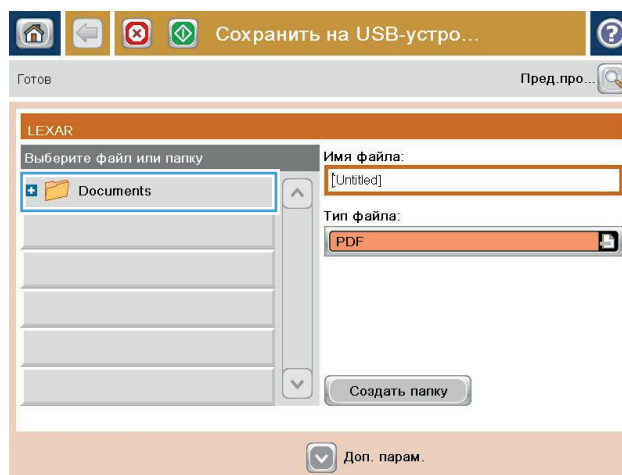 Сохранить на USB-устро...
Готов
Пред.про...
LEXAR
Выберите файл или папку
Documents
Имя файла:
[Untitled]
Тип файла:
PDF
Создать папку
Доп. парам.